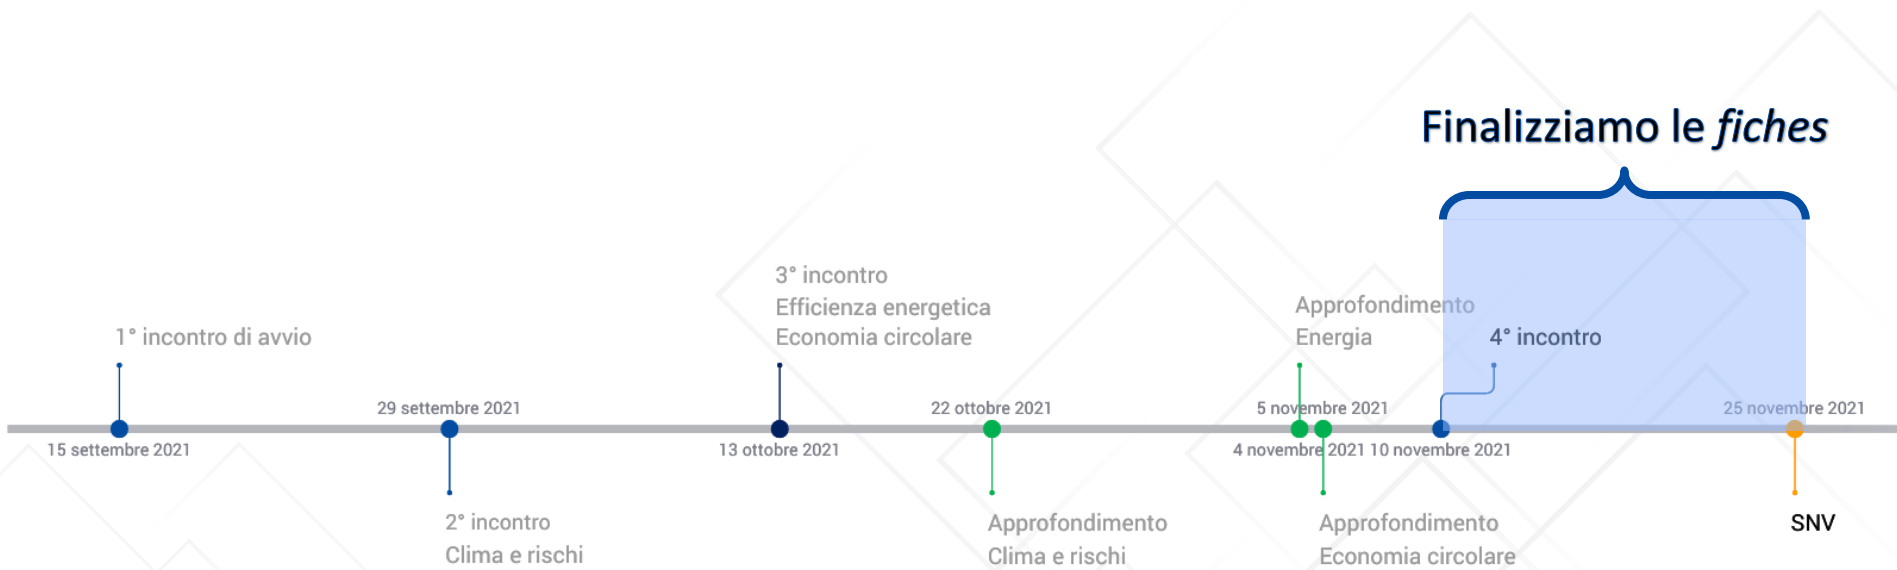 Finalizziamo le fiches
3° incontro
Efficienza energetica
Economia circolare
Approfondimento
Energia
1° incontro di avvio
4° incontro
29 settembre 2021
22 ottobre 2021
5 novembre 2021
25 novembre 2021
15 settembre 2021
13 ottobre 2021
4 novembre 2021
10 novembre 2021
2° incontro
Clima e rischi
Approfondimento
Clima e rischi
Approfondimento
Economia circolare
SNV